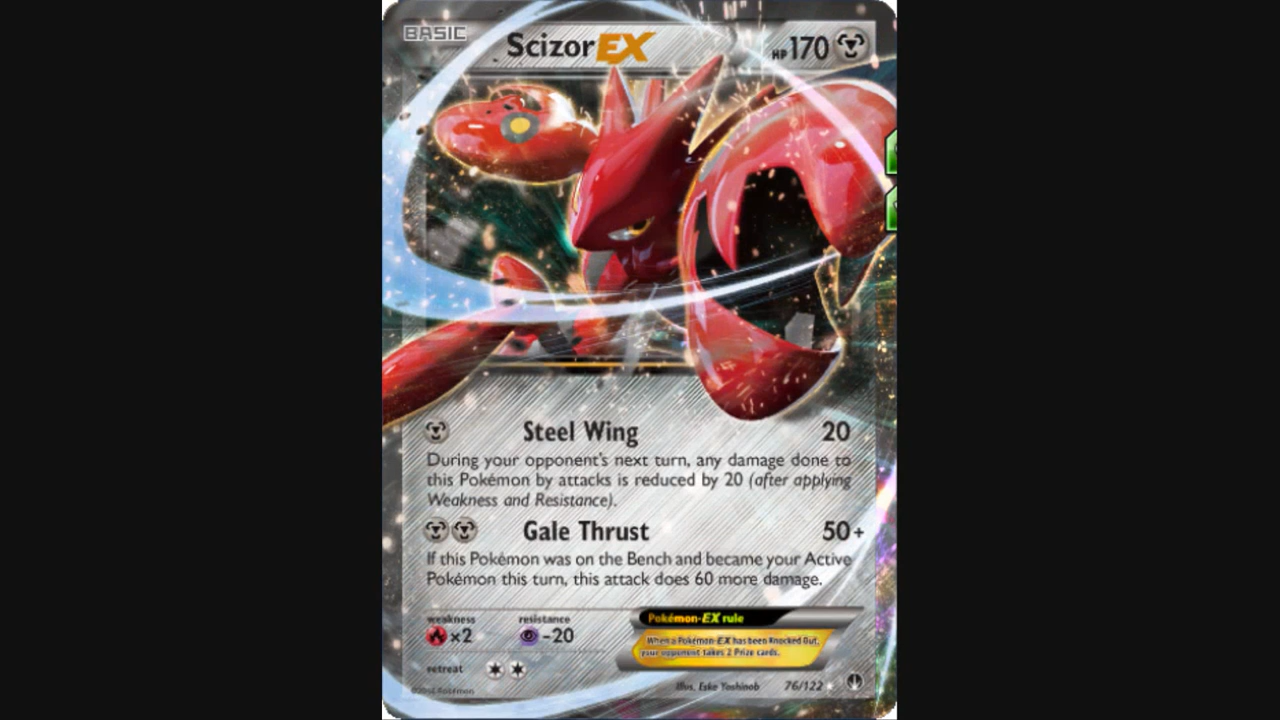 BASIC
ScizorEX
HP170
Steel Wing 20
During your opponent's next turn, any damage done to
this Pokémon by attacks is reduced by 20 (after applying
Weakness and Resistance).
Gale Thrust 50+
If this Pokémon was on the Bench and became your Active
Pokémon this turn, this attack does 60 more damage.
weakness resistance
×2 -20
Pokémon-EX rule
When a Pokémon-EX has been Knocked Out,
your opponent takes 2 Prize cards.
retreat
Illus. Eske Yoshinob 76/122
Pokémon